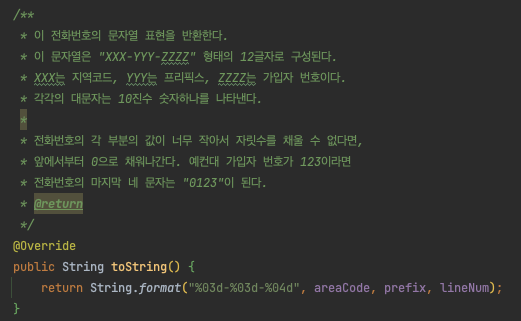 /**
 * 이 전화번호의 문자열 표현을 반환한다.
 * 이 문자열은 "XXX-YYY-ZZZZ" 형태의 12글자로 구성된다.
 * XXX는 지역코드, YYY는 프리픽스, ZZZZ는 가입자 번호이다.
 * 각각의 대문자는 10진수 숫자하나를 나타낸다.
 *
 * 전화번호의 각 부분의 값이 너무 작아서 자릿수를 채울 수 없다면,
 * 앞에서부터 0으로 채워나간다. 예컨대 가입자 번호가 123이라면
 * 전화번호의 마지막 네 문자는 "0123"이 된다.
 * @return
 */
@Override
public String toString() {
    return String.format("%03d-%03d-%04d", areaCode, prefix, lineNum);
}